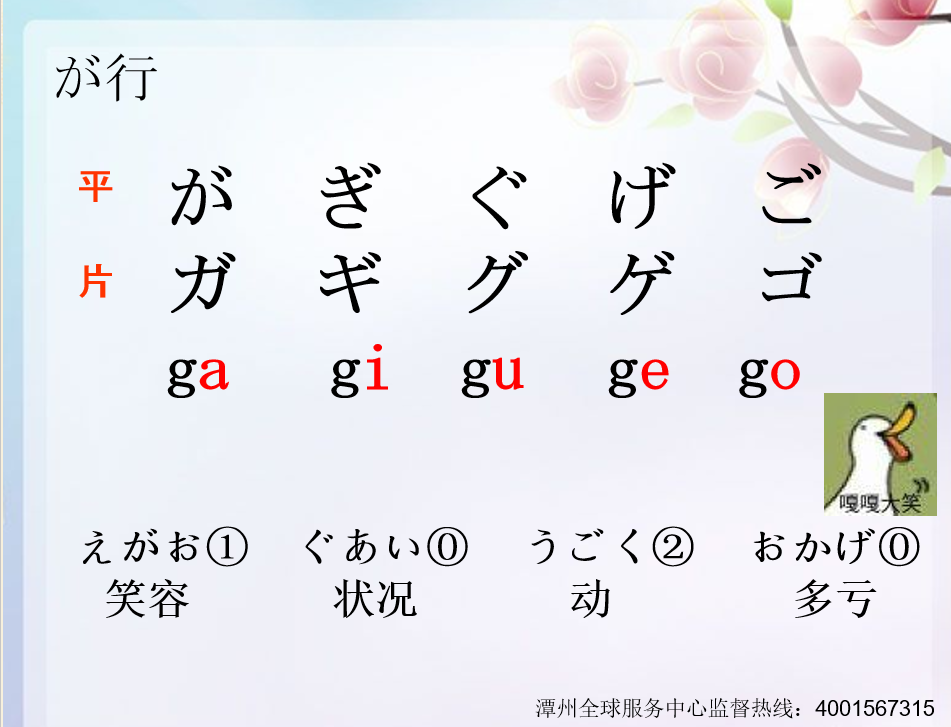 が行
平 が ぎ ぐ げ ご
片 ガ ギ グ ゲ ゴ
ga gi gu ge go
嘎嘎大笑
えがお① ぐあい⓪ うごく② おかげ⓪
笑容 状况 动 多亏
潭州全球服务中心监督热线：4001567315